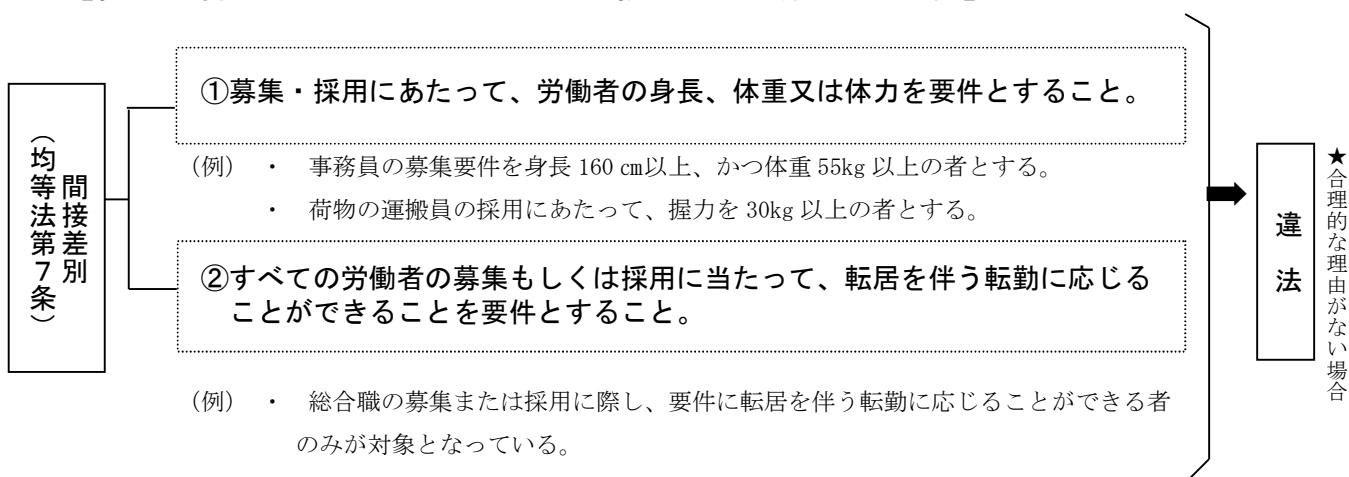 間接差別
(均等法第7条)
①募集・採用にあたって、労働者の身長、体重又は体力を要件とすること。
(例) ・ 事務員の募集要件を身長 160 ㎝以上、かつ体重 55kg 以上の者とする。
・ 荷物の運搬員の採用にあたって、握力を 30kg 以上の者とする。
②すべての労働者の募集もしくは採用に当たって、転居を伴う転勤に応じる
ことができることを要件とすること。
(例) ・ 総合職の募集または採用に際し、要件に転居を伴う転勤に応じることができる者
のみが対象となっている。
違法
★合理的な理由がない場合